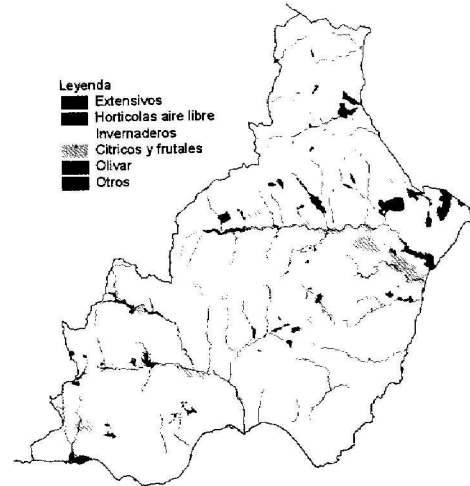 Leyenda
Extensivos
Horticolas aire libre
Invernaderos
Citricos y frutales
Olivar
Otros